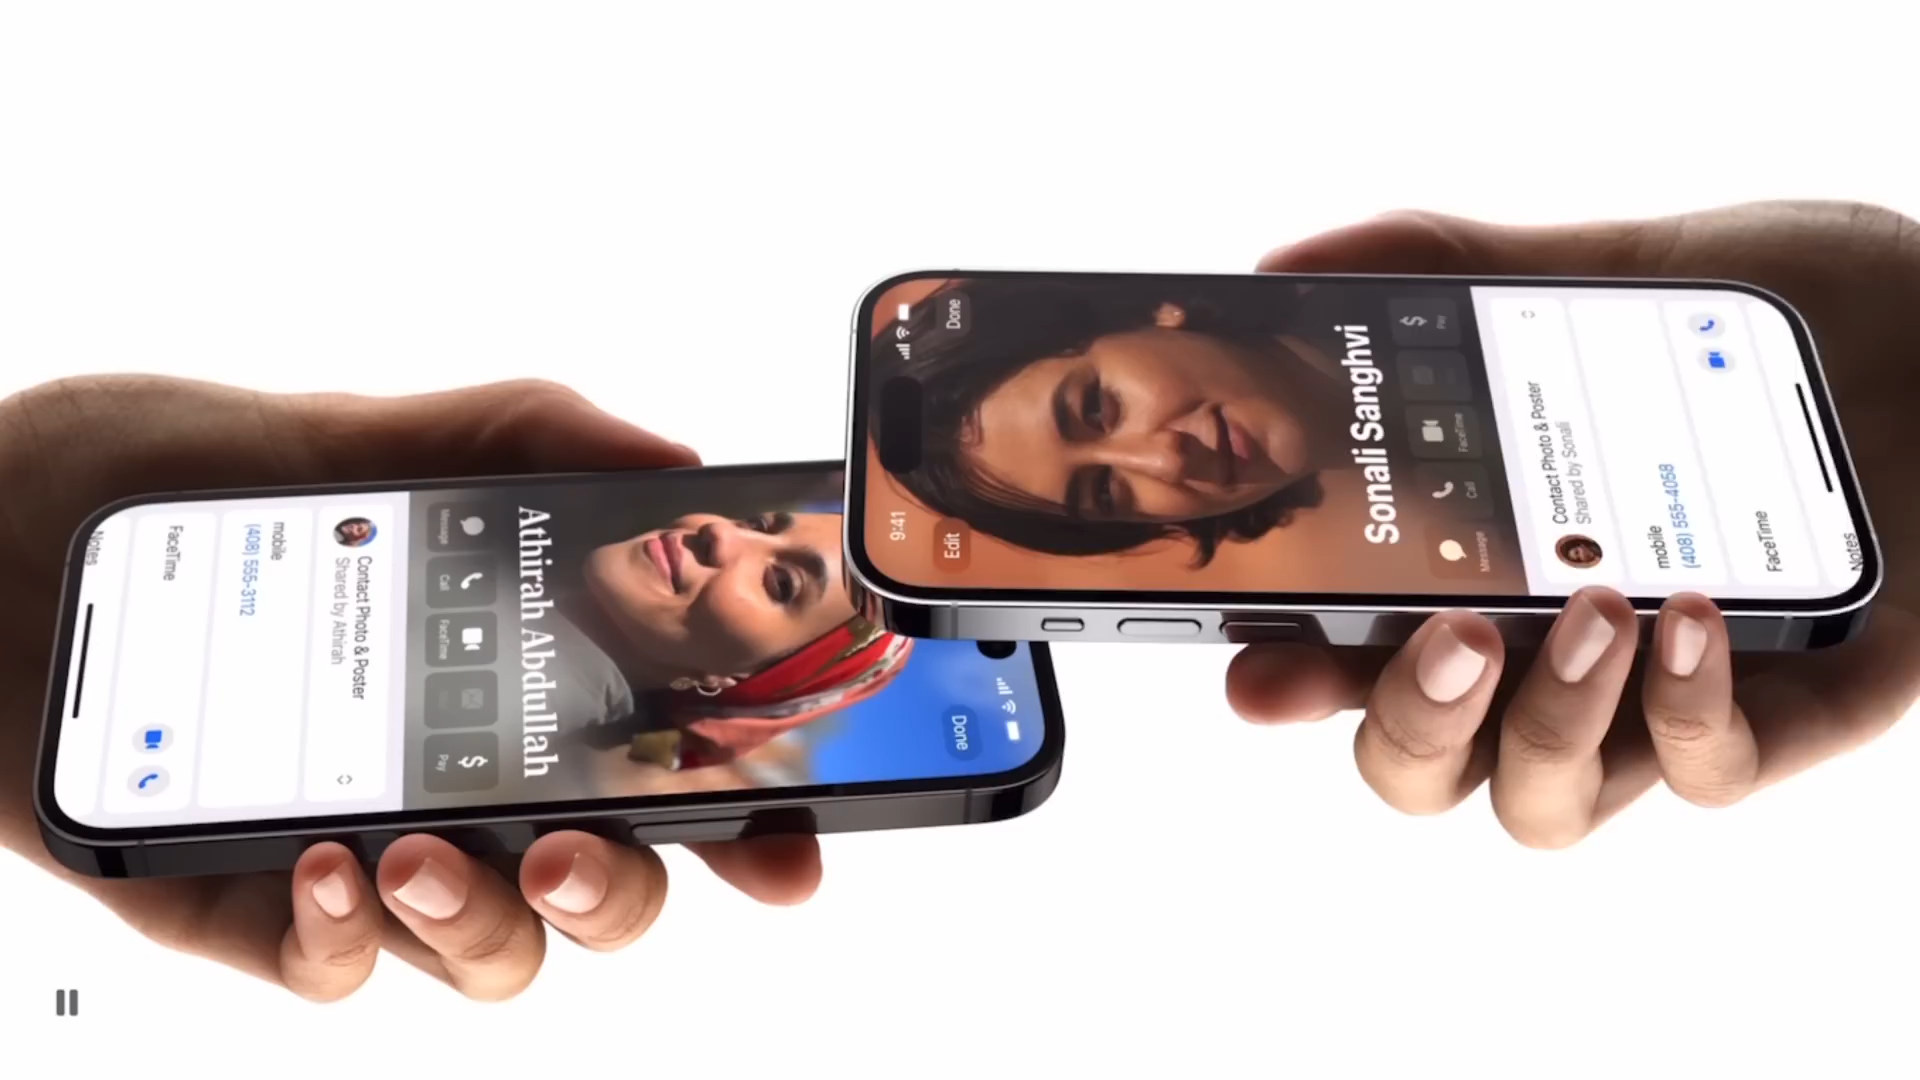 Done
Athirah Abdullah
Message
Call
FaceTime
Pay
Contact Photo & Poster
Shared by Athirah
mobile
(408) 555-3112
FaceTime
Notes
9:41
Edit
Done
Sonali Sanghvi
Message
Call
FaceTime
Pay
Contact Photo & Poster
Shared by Sonali
mobile
(408) 555-4058
FaceTime
Notes